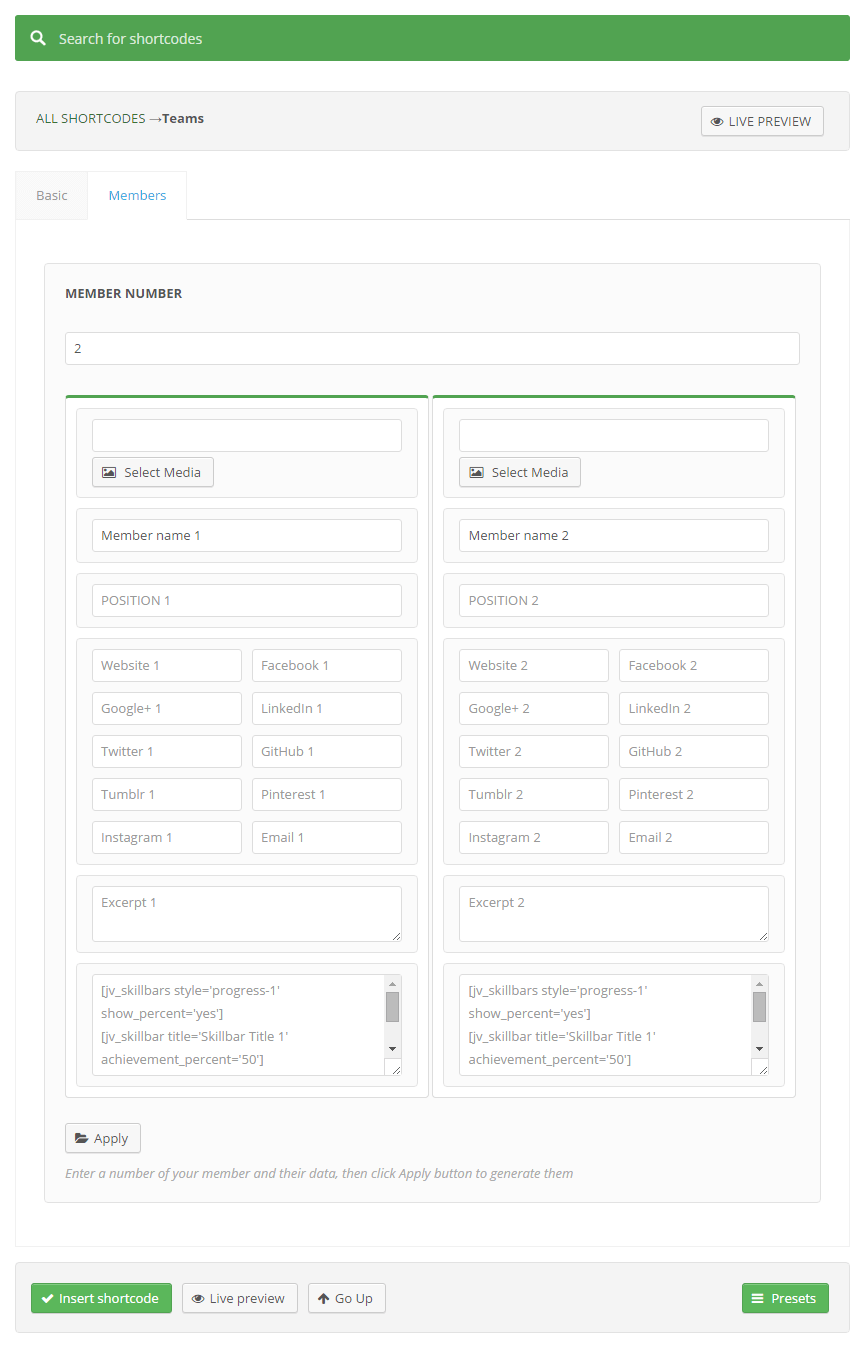 Search for shortcodes
ALL SHORTCODES →Teams
LIVE PREVIEW
Basic
Members
MEMBER NUMBER
2
Select Media
Member name 1
POSITION 1
Website 1
Facebook 1
Google+ 1
LinkedIn 1
Twitter 1
GitHub 1
Tumblr 1
Pinterest 1
Instagram 1
Email 1
Excerpt 1
[jv_skillbars style='progress-1'
show_percent='yes']
[jv_skillbar title='Skillbar Title 1'
achievement_percent='50']
Select Media
Member name 2
POSITION 2
Website 2
Facebook 2
Google+ 2
LinkedIn 2
Twitter 2
GitHub 2
Tumblr 2
Pinterest 2
Instagram 2
Email 2
Excerpt 2
[jv_skillbars style='progress-1'
show_percent='yes']
[jv_skillbar title='Skillbar Title 1'
achievement_percent='50']
Apply
Enter a number of your member and their data, then click Apply button to generate them
Insert shortcode
Live preview
Go Up
Presets